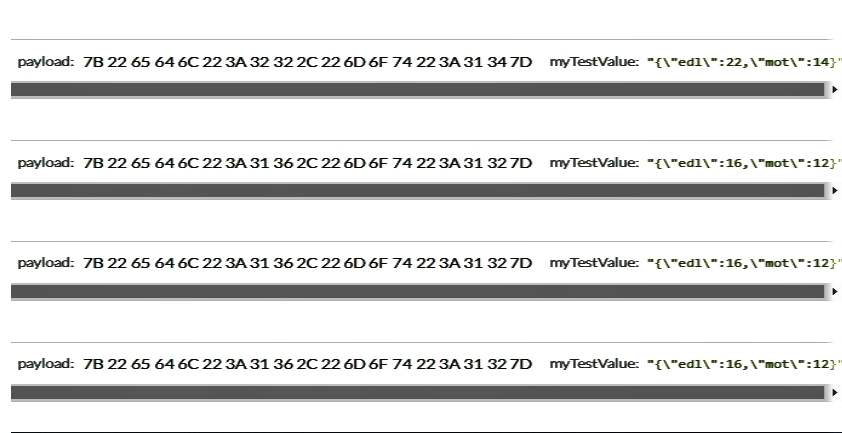 payload: 7B 22 65 64 6C 22 3A 32 32 2C 22 6D 6F 74 22 3A 31 34 7D myTestValue: "{\"edl\":22,\"mot\":14}"
payload: 7B 22 65 64 6C 22 3A 31 36 2C 22 6D 6F 74 22 3A 31 32 7D myTestValue: "{\"edl\":16,\"mot\":12}"
payload: 7B 22 65 64 6C 22 3A 31 36 2C 22 6D 6F 74 22 3A 31 32 7D myTestValue: "{\"edl\":16,\"mot\":12}"
payload: 7B 22 65 64 6C 22 3A 31 36 2C 22 6D 6F 74 22 3A 31 32 7D myTestValue: "{\"edl\":16,\"mot\":12}"